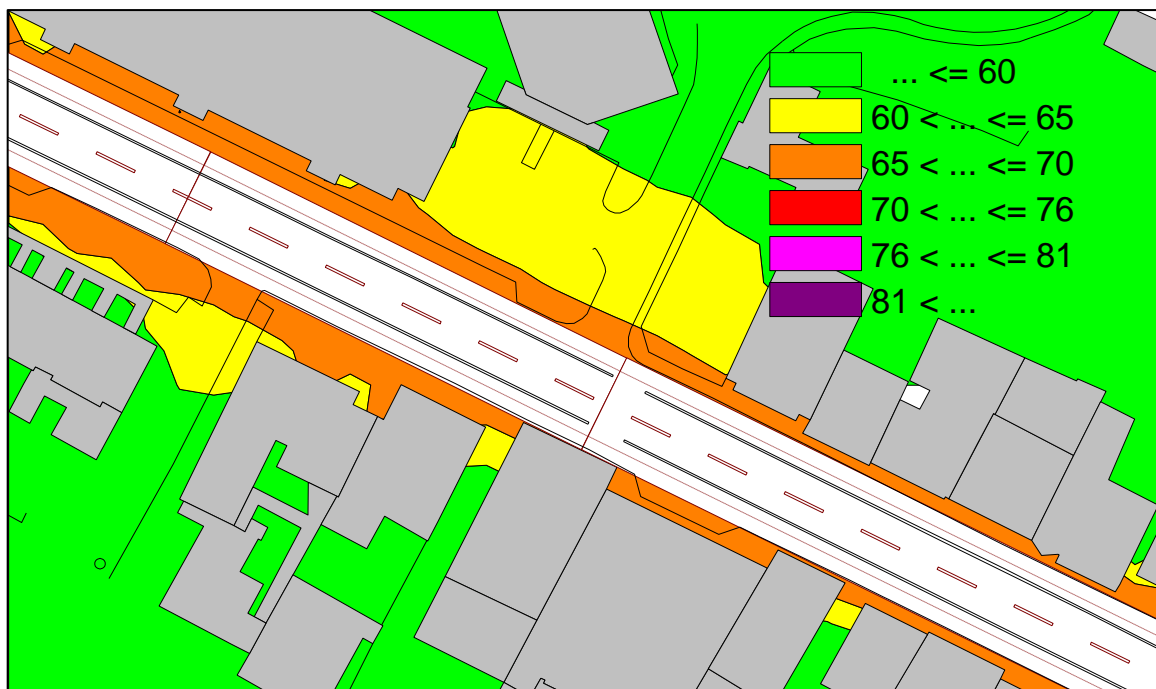 ... <= 60
60 < ... <= 65
65 < ... <= 70
70 < ... <= 76
76 < ... <= 81
81 < ...